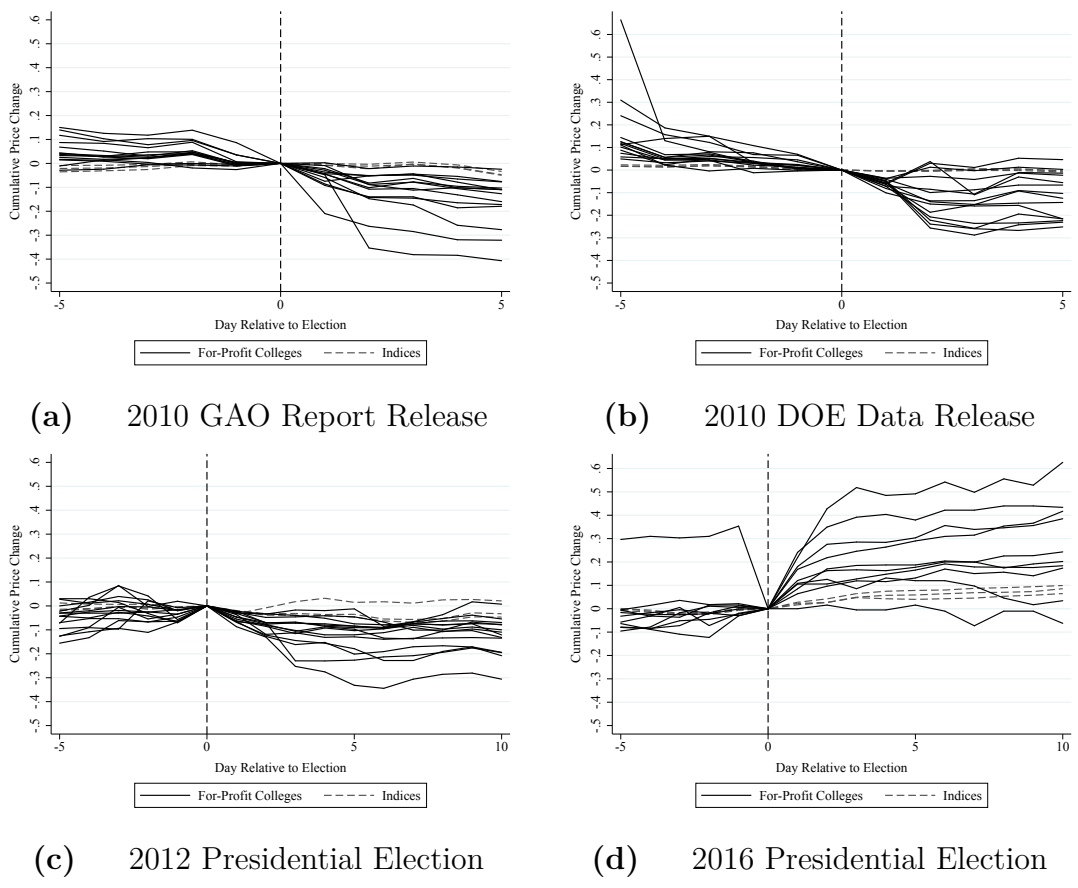 Cumulative Price Change
-.5 -.4 -.3 -.2 -.1 0 .1 .2 .3 .4 .5 .6
-5 0 5
Day Relative to Election
For-Profit Colleges Indices
(a) 2010 GAO Report Release
Cumulative Price Change
-.5 -.4 -.3 -.2 -.1 0 .1 .2 .3 .4 .5 .6
-5 0 5
Day Relative to Election
For-Profit Colleges Indices
(b) 2010 DOE Data Release
Cumulative Price Change
-.5 -.4 -.3 -.2 -.1 0 .1 .2 .3 .4 .5 .6
-5 0 5 10
Day Relative to Election
For-Profit Colleges Indices
(c) 2012 Presidential Election
Cumulative Price Change
-.5 -.4 -.3 -.2 -.1 0 .1 .2 .3 .4 .5 .6
-5 0 5 10
Day Relative to Election
For-Profit Colleges Indices
(d) 2016 Presidential Election